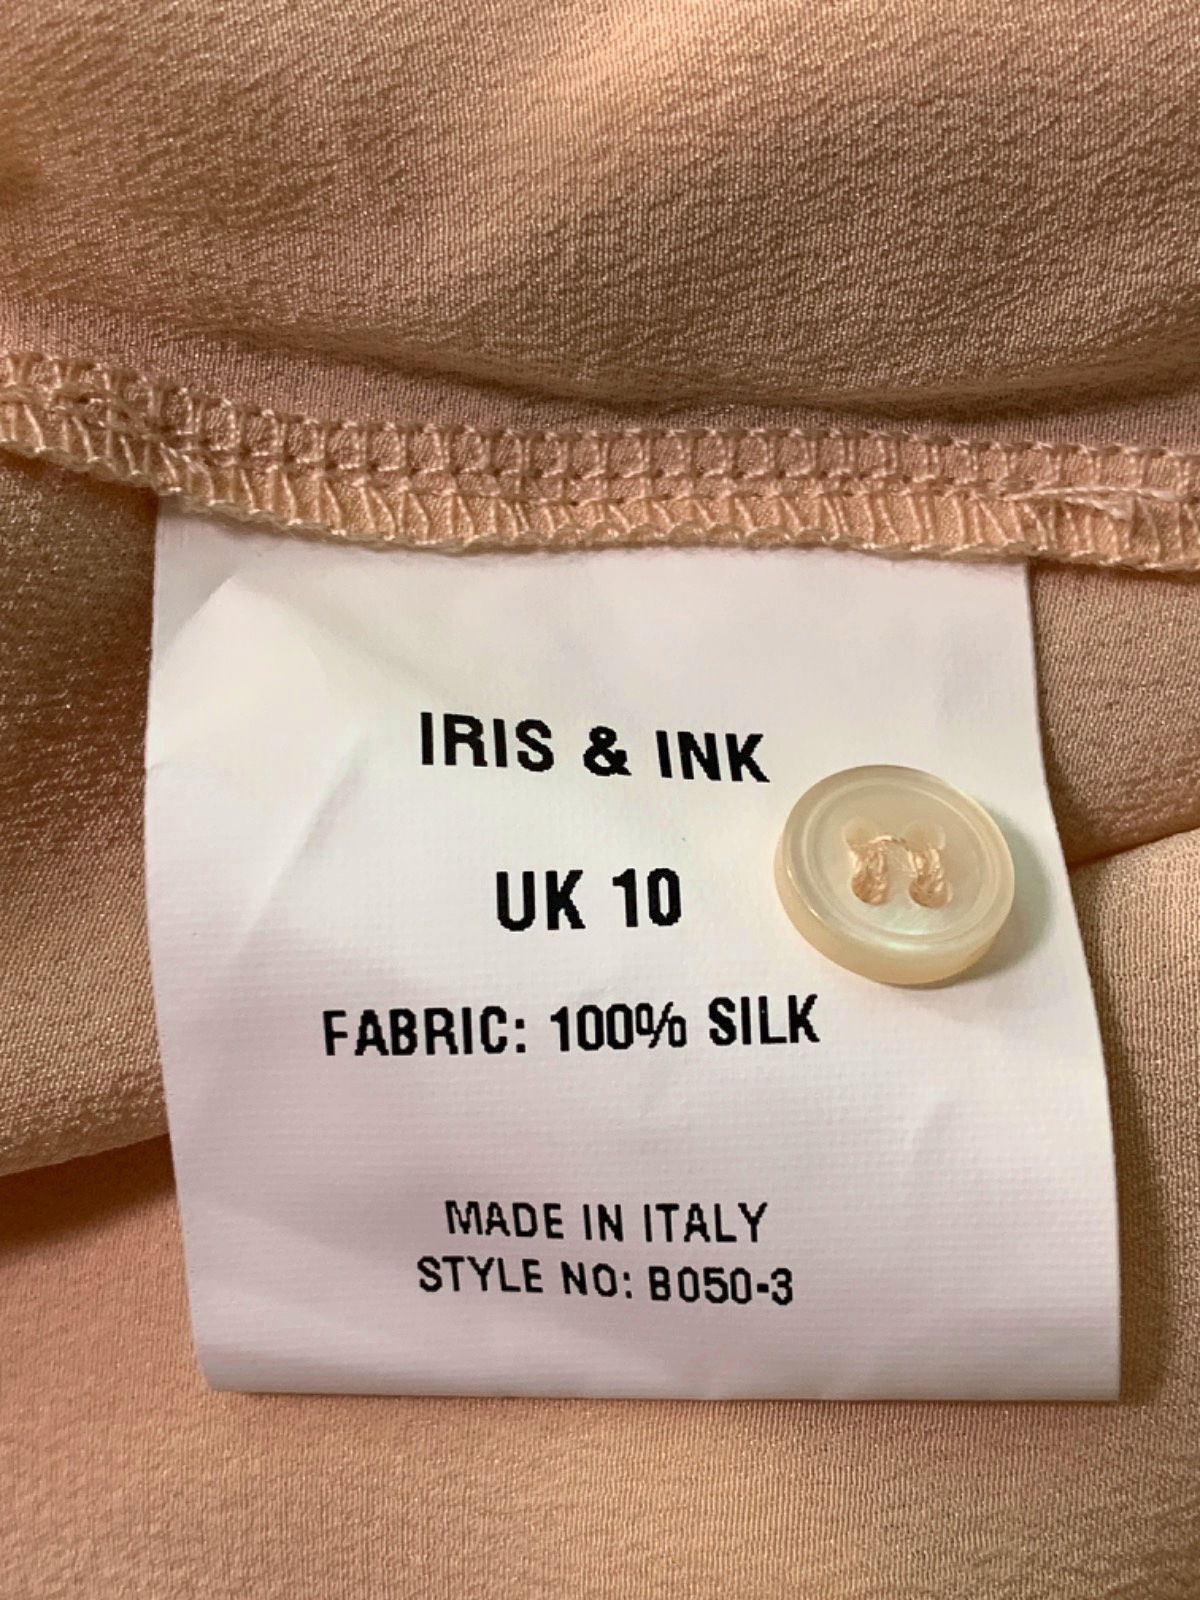 IRIS & INK
UK 10
FABRIC: 100% SILK
MADE IN ITALY
STYLE NO: B050-3